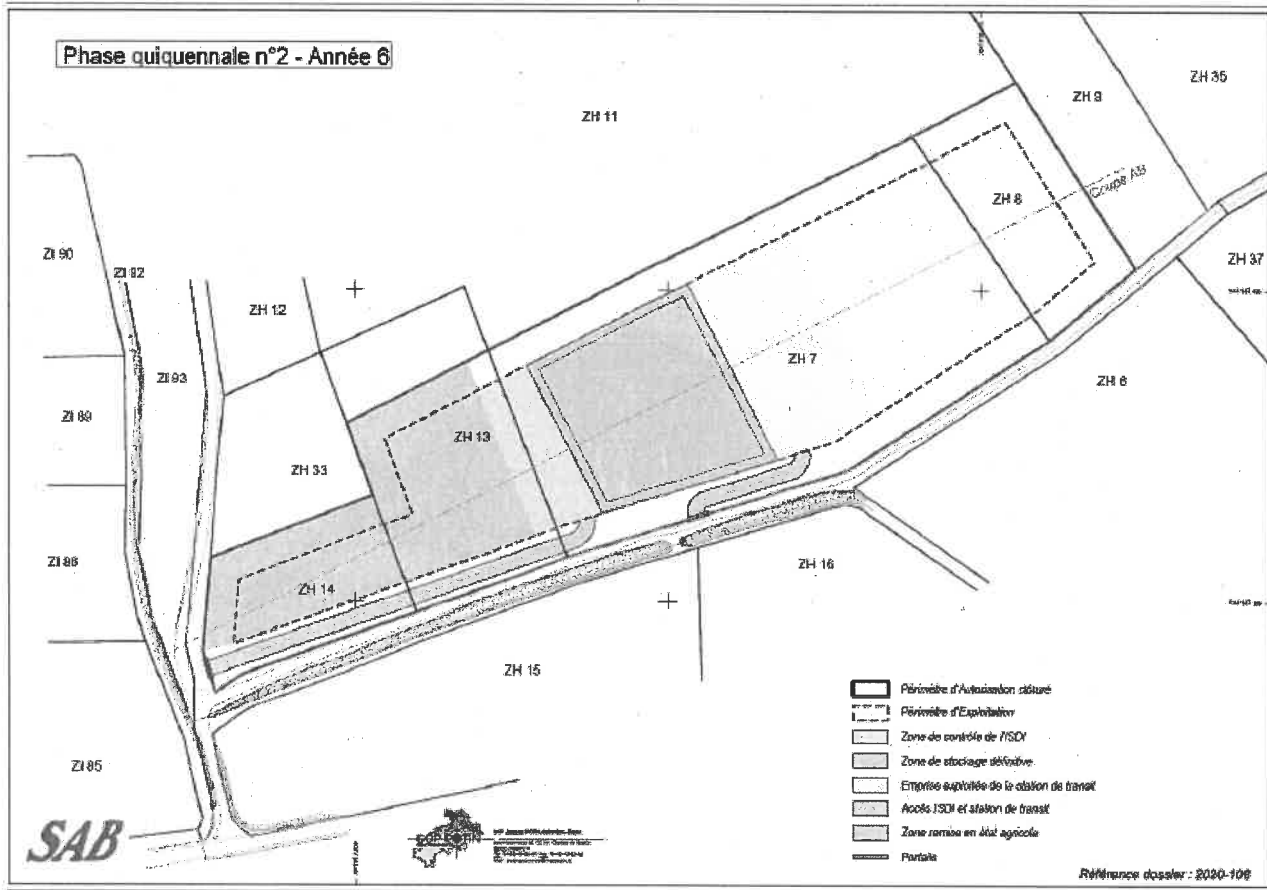 Phase quiquennale n°2 - Année 6
ZH 35
ZH 9
ZH 11
ZH 8
Coupe AB
ZI 90
ZI 92
ZH 37
ZH 12
ZH 7
ZI 93
ZH 6
ZI 89
ZH 13
ZH 33
ZI 88
ZH 16
ZH 14
ZH 15
ZI 85
Périmètre d'Autorisation clôturé
Périmètre d'Exploitation
Zone de contrôle de l'ISDI
Zone de stockage définitive
Emprise exploitée de la station de transit
Accès ISDI et station de transit
Zone remise en état agricole
Portails
SAB
Référence dossier : 2020-106